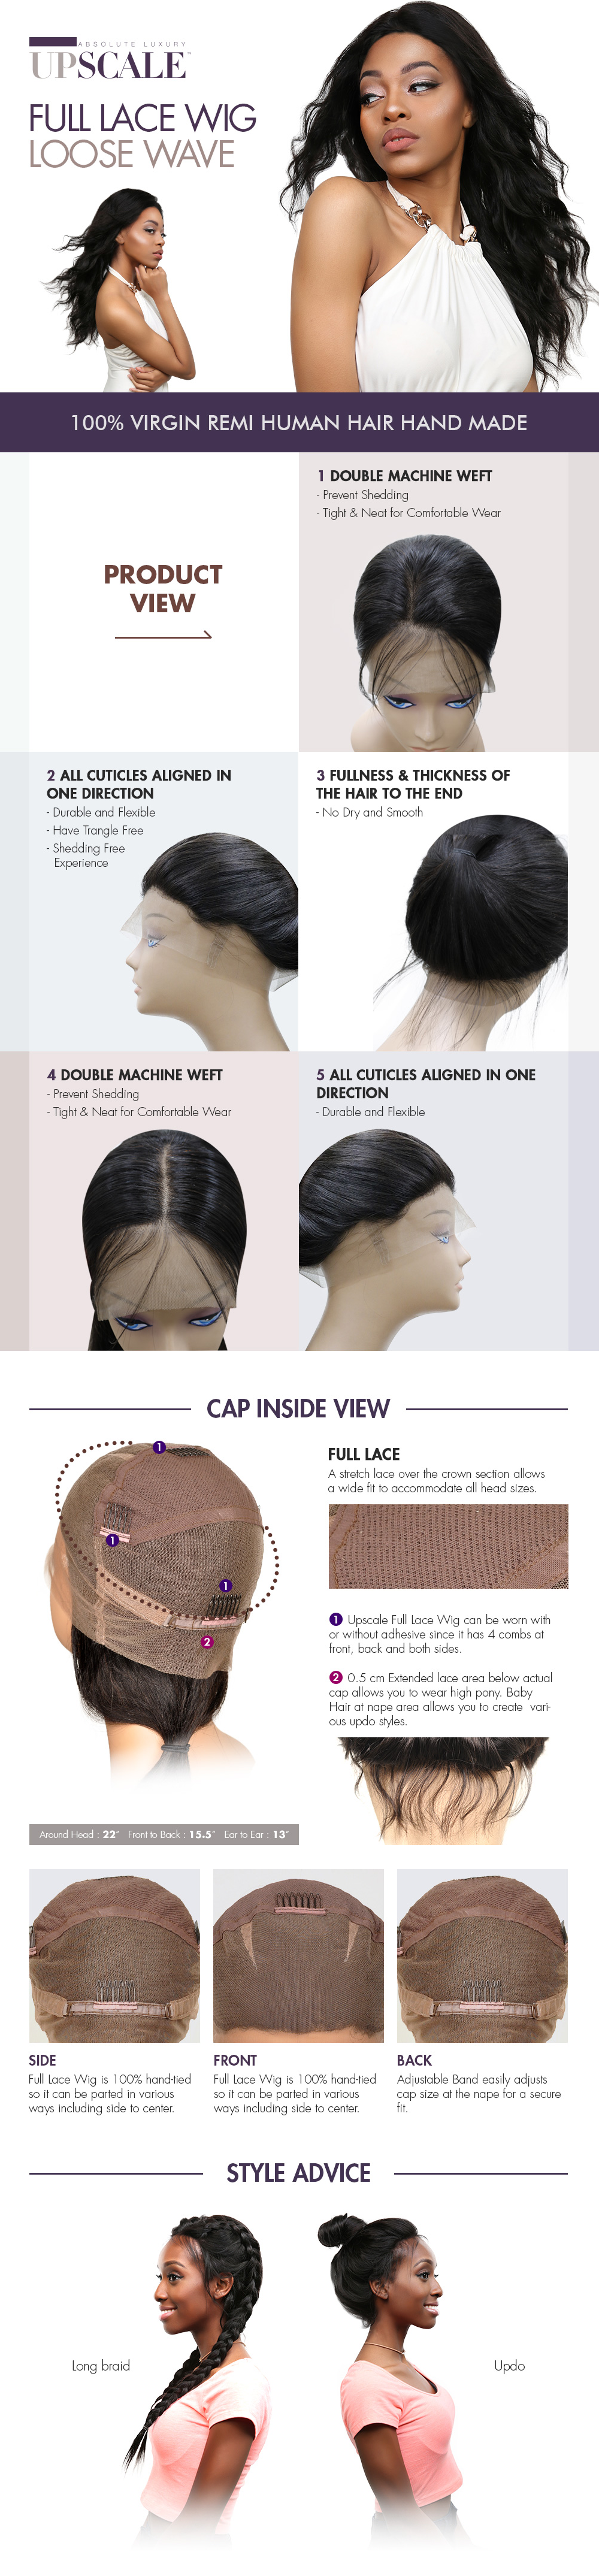 ABSOLUTE LUXURY
UPSCALE™
FULL LACE WIG
LOOSE WAVE
100% VIRGIN REMI HUMAN HAIR HAND MADE
PRODUCT
VIEW
1 DOUBLE MACHINE WEFT
- Prevent Shedding
- Tight & Neat for Comfortable Wear
2 ALL CUTICLES ALIGNED IN
ONE DIRECTION
- Durable and Flexible
- Have Trangle Free
- Shedding Free
Experience
3 FULLNESS & THICKNESS OF
THE HAIR TO THE END
- No Dry and Smooth
4 DOUBLE MACHINE WEFT
- Prevent Shedding
- Tight & Neat for Comfortable Wear
5 ALL CUTICLES ALIGNED IN ONE
DIRECTION
- Durable and Flexible
CAP INSIDE VIEW
1
1
1
2
Around Head : 22" Front to Back : 15.5" Ear to Ear : 13"
FULL LACE
A stretch lace over the crown section allows
a wide fit to accommodate all head sizes.
1 Upscale Full Lace Wig can be worn with
or without adhesive since it has 4 combs at
front, back and both sides.
2 0.5 cm Extended lace area below actual
cap allows you to wear high pony. Baby
Hair at nape area allows you to create vari-
ous updo styles.
SIDE
Full Lace Wig is 100% hand-tied
so it can be parted in various
ways including side to center.
FRONT
Full Lace Wig is 100% hand-tied
so it can be parted in various
ways including side to center.
BACK
Adjustable Band easily adjusts
cap size at the nape for a secure
fit.
STYLE ADVICE
Long braid
Updo